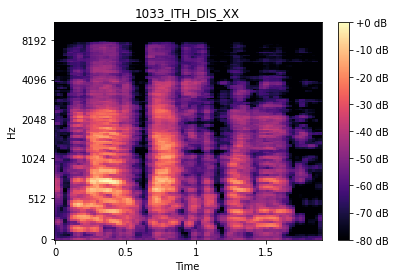 1033_ITH_DIS_XX
+0 dB
8192
-10 dB
4096
-20 dB
-30 dB
2048
Hz
-40 dB
1024
-50 dB
-60 dB
512
-70 dB
0
-80 dB
0
0.5
1
1.5
Time